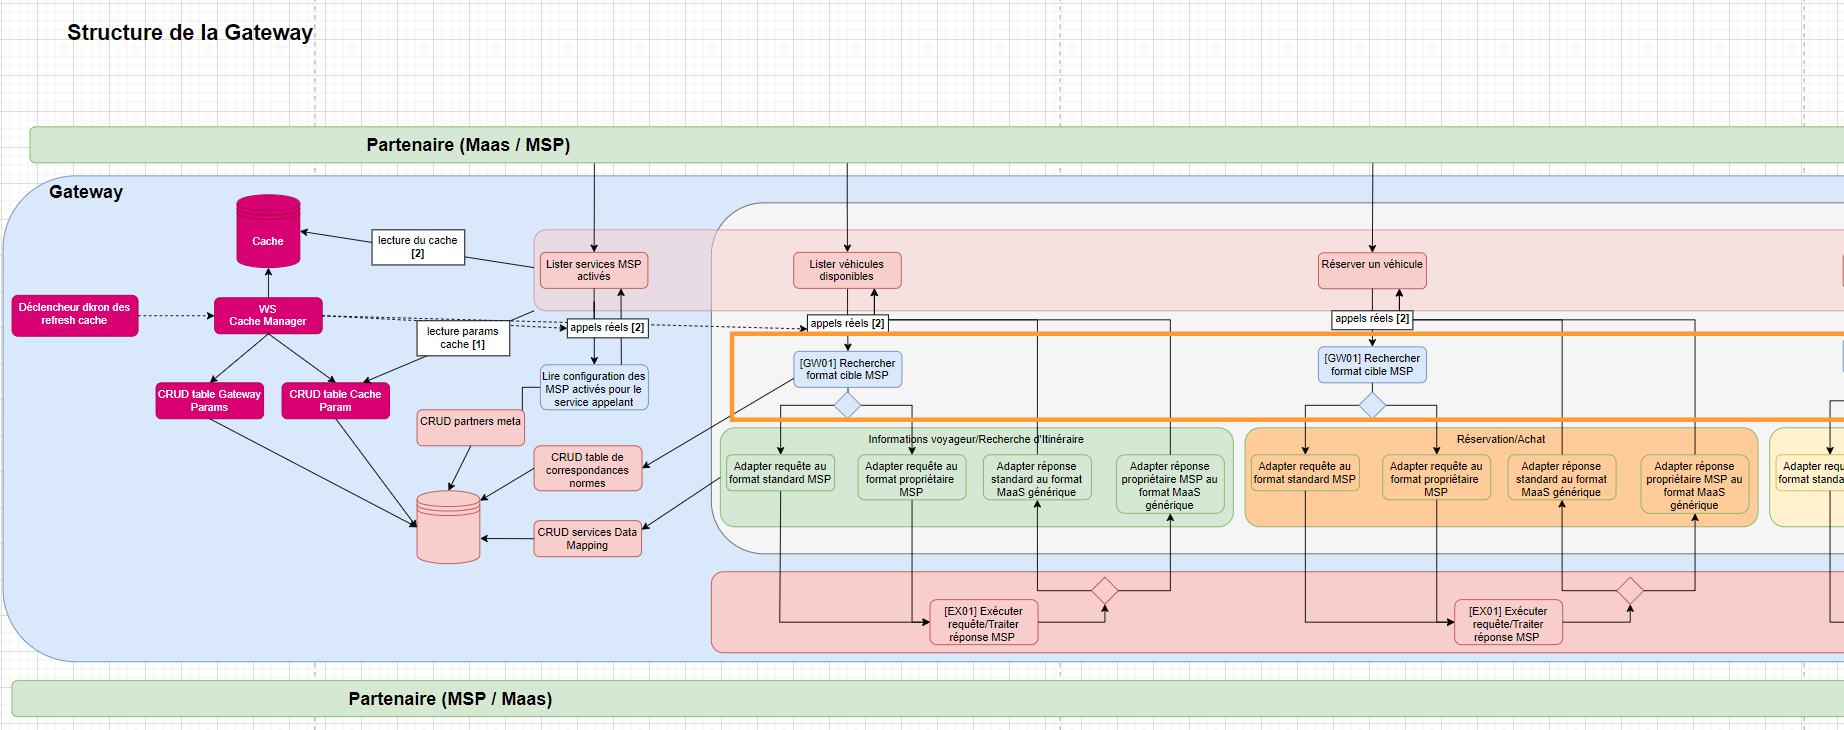 Structure de la Gateway
Partenaire (Maas / MSP)
Gateway
Cache
lecture du cache
[2]
Lister services MSP
activés
Lister véhicules
disponibles
Réserver un véhicule
Déclencheur dkron des
refresh cache
WS
Cache Manager
lecture params
cache [1]
appels réels [2]
appels réels [2]
appels réels [2]
[GW01] Rechercher
format cible MSP
[GW01] Rechercher
format cible MSP
Lire configuration des
MSP activés pour le
service appelant
CRUD table Gateway
Params
CRUD table Cache
Param
CRUD partners meta
CRUD table de
correspondances
normes
CRUD services Data
Mapping
Informations voyageur/Recherche d'Itinéraire
Adapter requête au
format standard MSP
Adapter requête au
format propriétaire
MSP
Adapter réponse
standard au format
MaaS générique
Adapter réponse
propriétaire MSP au
format MaaS
générique
Réservation/Achat
Adapter requête au
format standard MSP
Adapter requête au
format propriétaire
MSP
Adapter réponse
standard au format
MaaS générique
Adapter réponse
propriétaire MSP au
format MaaS
générique
Adapter requ
format standa
[EX01] Exécuter
requête/Traiter
réponse MSP
[EX01] Exécuter
requête/Traiter
réponse MSP
Partenaire (MSP / Maas)